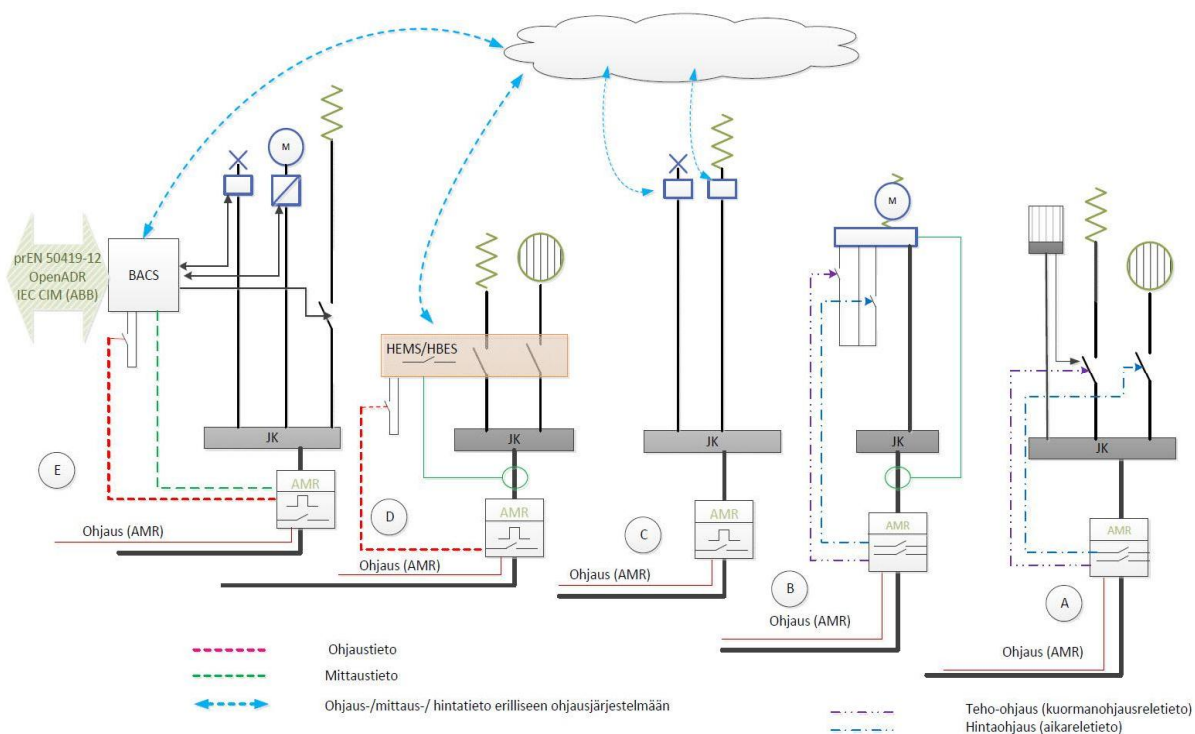 M
prEN 50419-12
OpenADR
IEC CIM (ABB)
BACS
M
HEMS/HBES
JK
JK
JK
JK
JK
E
AMR
D
AMR
C
AMR
B
AMR
A
AMR
Ohjaus (AMR)
Ohjaus (AMR)
Ohjaus (AMR)
Ohjaus (AMR)
Ohjaus (AMR)
Ohjaustieto
Mittaustieto
Ohjaus-/mittaus-/ hintatieto erilliseen ohjausjärjestelmään
Teho-ohjaus (kuormanohjausreletieto)
Hintaohjaus (aikareletieto)